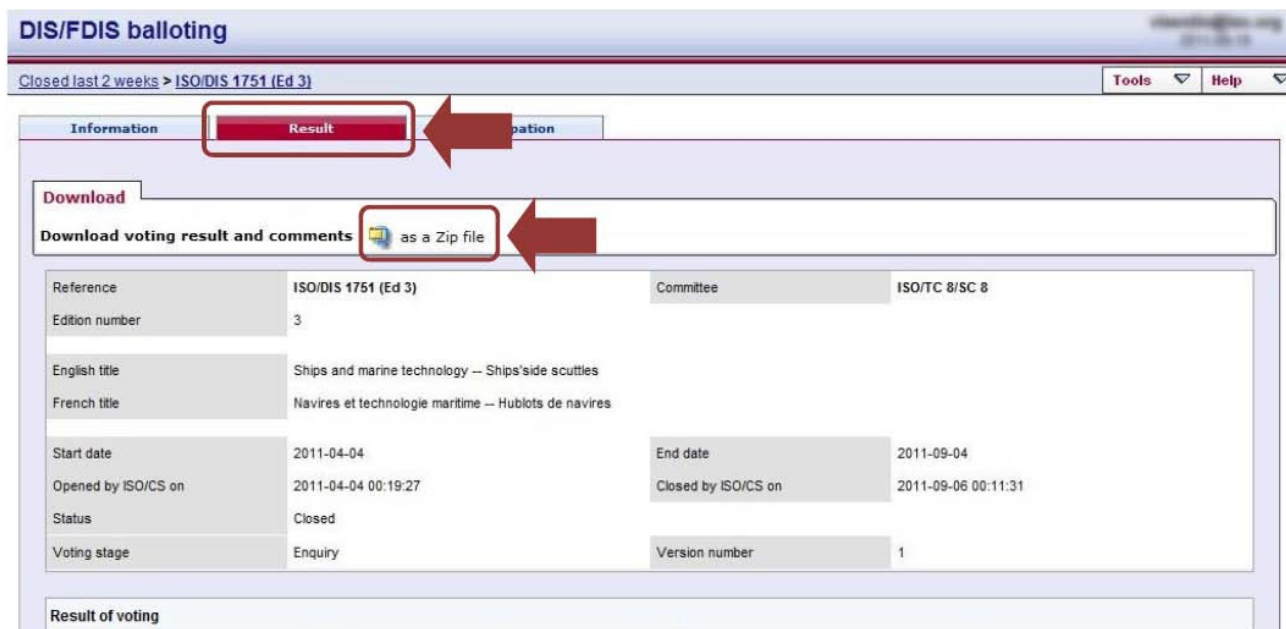 DIS/FDIS balloting
Closed last 2 weeks > ISO/DIS 1751 (Ed 3)
Tools Help
Information Result pation
Download
Download voting result and comments as a Zip file
Reference ISO/DIS 1751 (Ed 3) Committee ISO/TC 8/SC 8
Edition number 3
English title Ships and marine technology -- Ships'side scuttles
French title Navires et technologie maritime -- Hublots de navires
Start date 2011-04-04 End date 2011-09-04
Opened by ISO/CS on 2011-04-04 00:19:27 Closed by ISO/CS on 2011-09-06 00:11:31
Status Closed
Voting stage Enquiry Version number 1
Result of voting